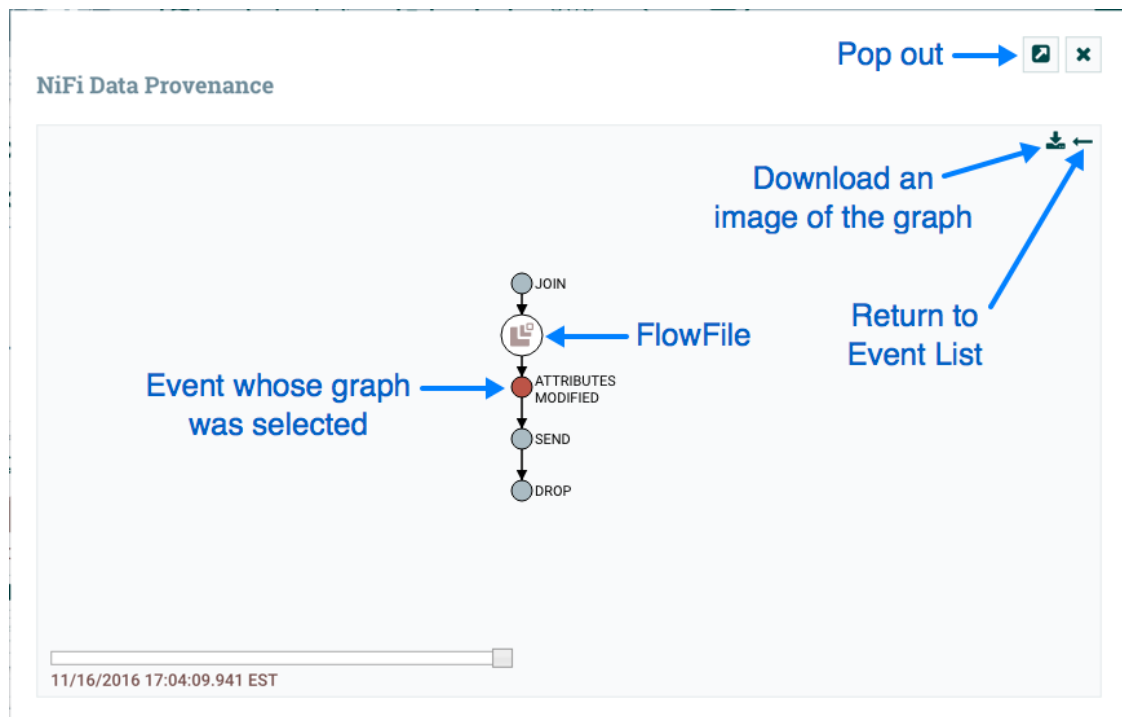 Pop out
NiFi Data Provenance
Download an
image of the graph
JOIN
Return to
Event List
FlowFile
Event whose graph
was selected
ATTRIBUTES
MODIFIED
SEND
DROP
11/16/2016 17:04:09.941 EST